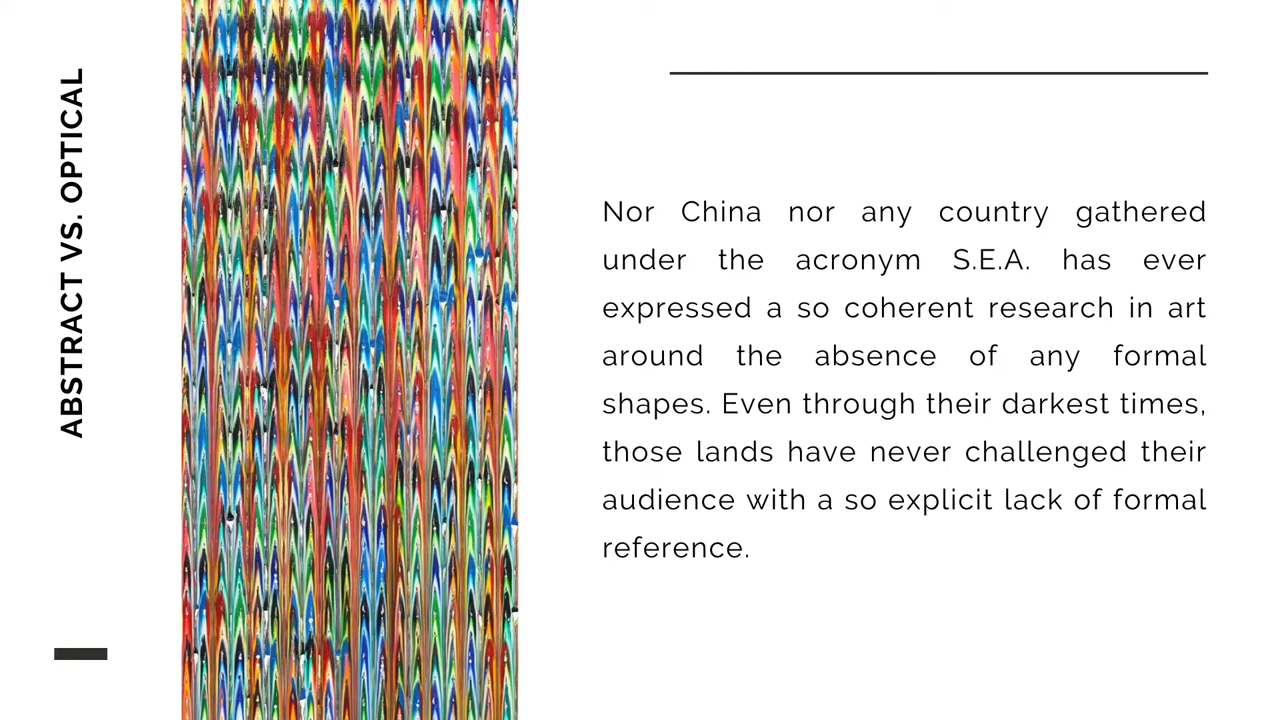 ABSTRACT VS. OPTICAL
Nor China nor any country gathered
under the acronym S.E.A. has ever
expressed a so coherent research in art
around the absence of any formal
shapes. Even through their darkest times,
those lands have never challenged their
audience with a so explicit lack of formal
reference.